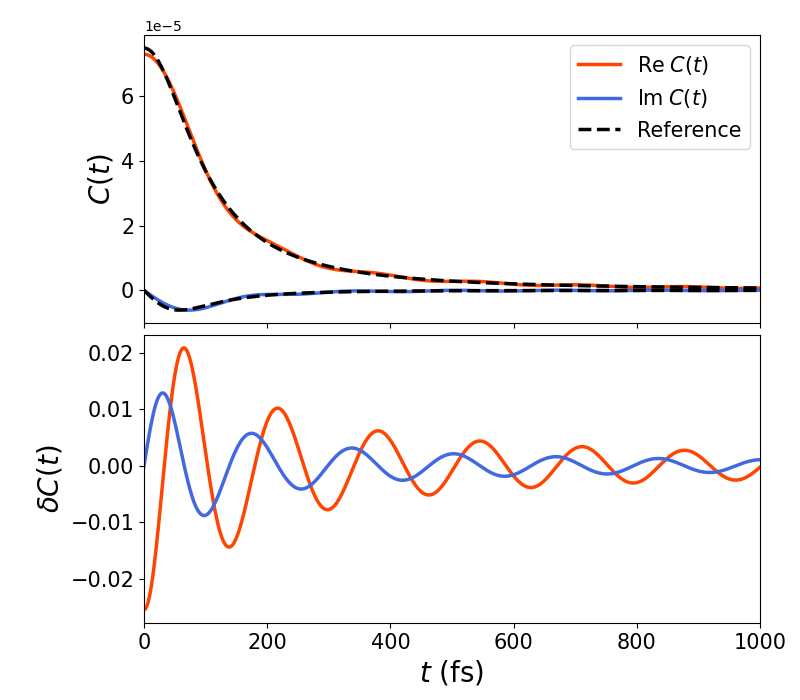 1e−5
6
4
2
0
C(t)
Re C(t)
Im C(t)
Reference
0.02
0.01
0.00
−0.01
−0.02
δC(t)
0 200 400 600 800 1000
t (fs)